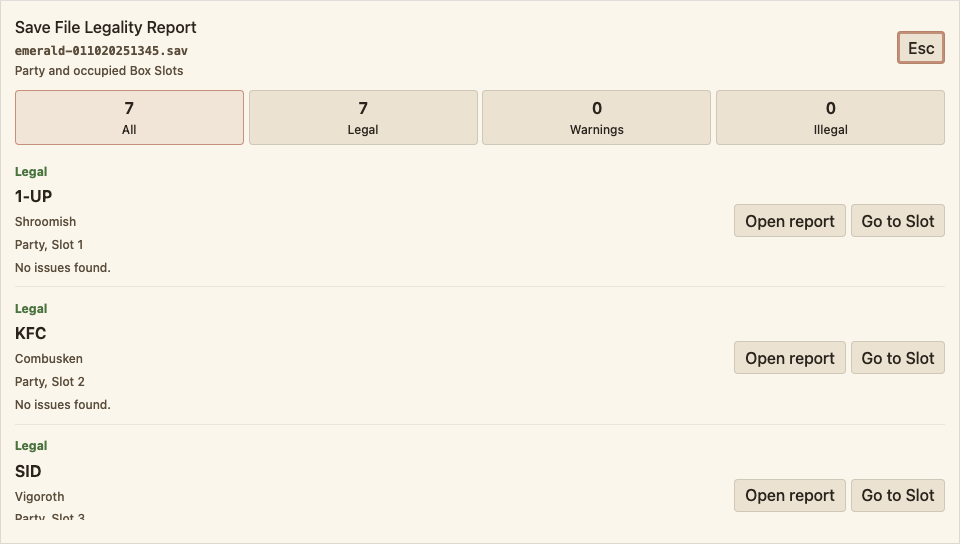 Save File Legality Report
emerald-011020251345.sav
Party and occupied Box Slots
Esc
7
All
7
Legal
0
Warnings
0
Illegal
Legal
1-UP
Shroomish
Party, Slot 1
No issues found.
Open report
Go to Slot
Legal
KFC
Combusken
Party, Slot 2
No issues found.
Open report
Go to Slot
Legal
SID
Vigoroth
Party, Slot 3
Open report
Go to Slot